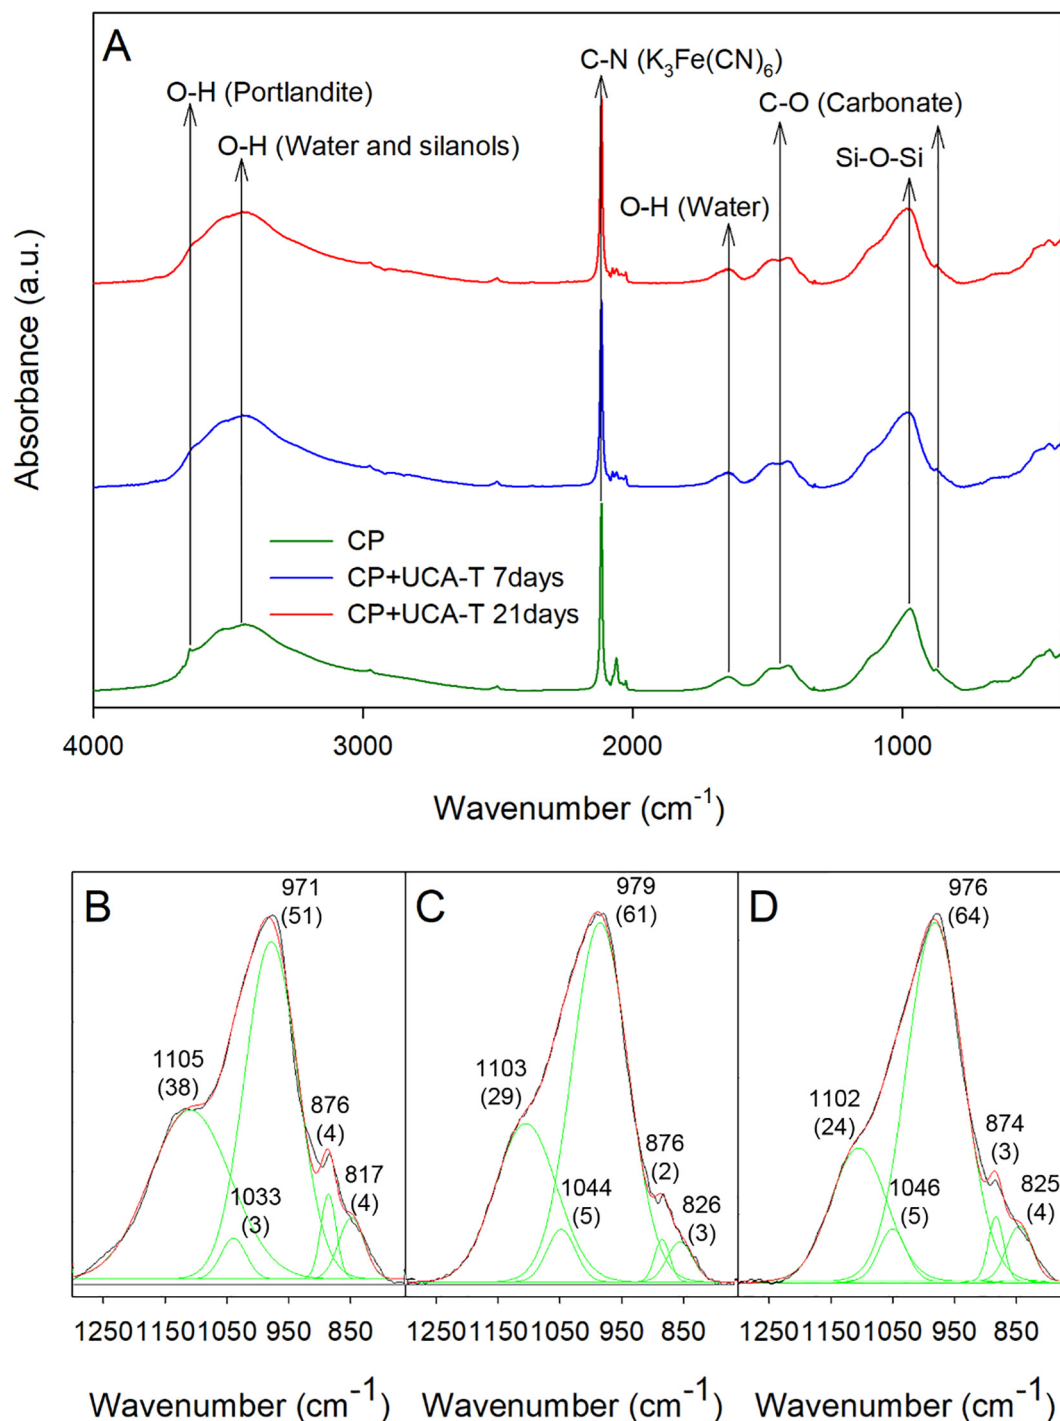 A
C-N (K3Fe(CN)6)
O-H (Portlandite)
C-O (Carbonate)
O-H (Water and silanols)
Si-O-Si
O-H (Water)
Absorbance (a.u.)
CP
CP+UCA-T 7days
CP+UCA-T 21days
4000 3000 2000 1000
Wavenumber (cm-1)
B
971
(51)
1105
(38)
876
(4)
817
(4)
1033
(3)
1250 1150 1050 950 850
Wavenumber (cm-1)
C
979
(61)
1103
(29)
876
(2)
1044
(5)
826
(3)
1250 1150 1050 950 850
Wavenumber (cm-1)
D
976
(64)
1102
(24)
874
(3)
1046
(5)
825
(4)
1250 1150 1050 950 850
Wavenumber (cm-1)